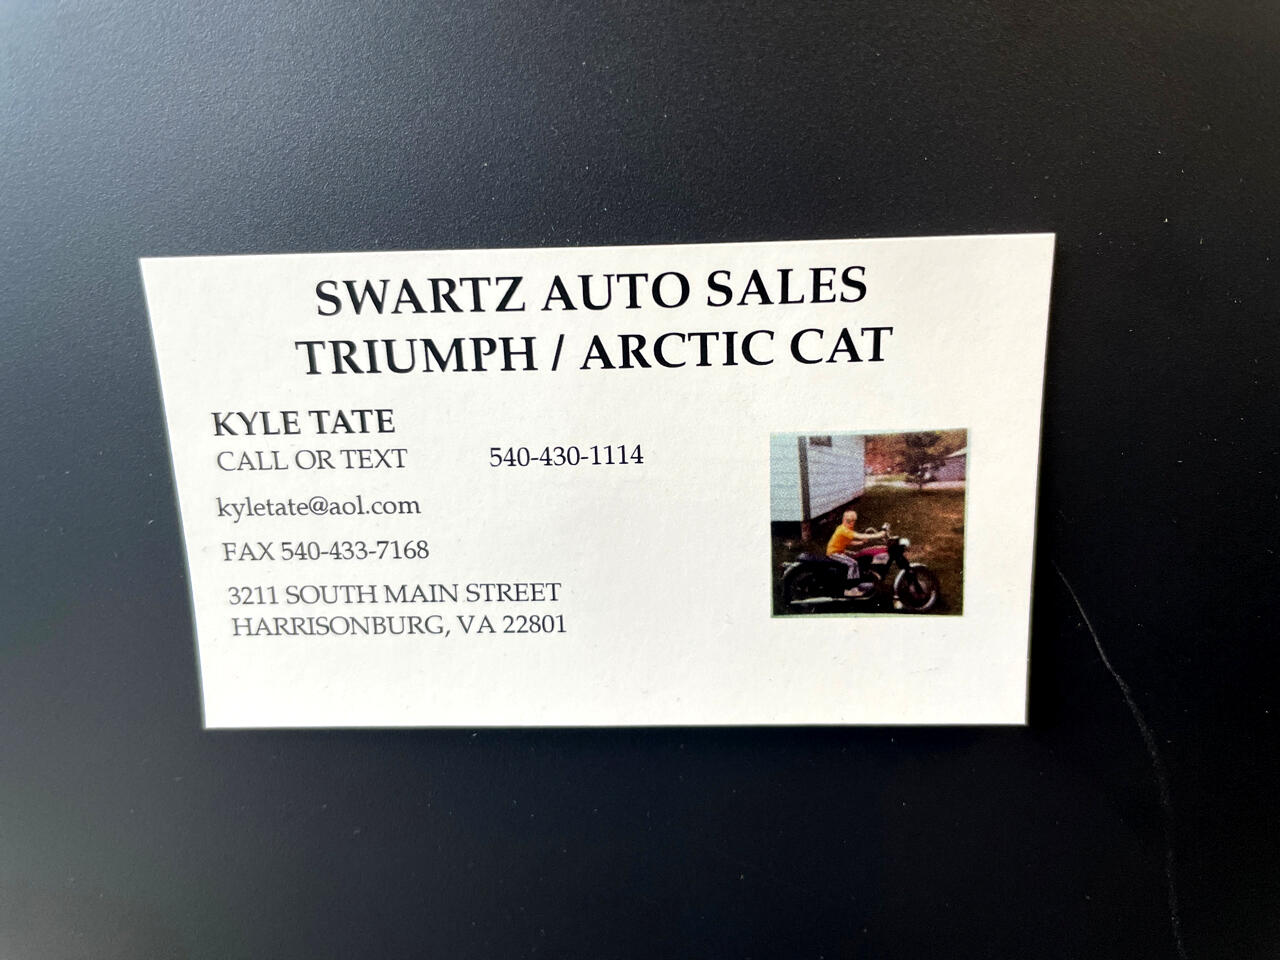 SWARTZ AUTO SALES
TRIUMPH / ARCTIC CAT
KYLE TATE
CALL OR TEXT 540-430-1114
kyletate@aol.com
FAX 540-433-7168
3211 SOUTH MAIN STREET
HARRISONBURG, VA 22801